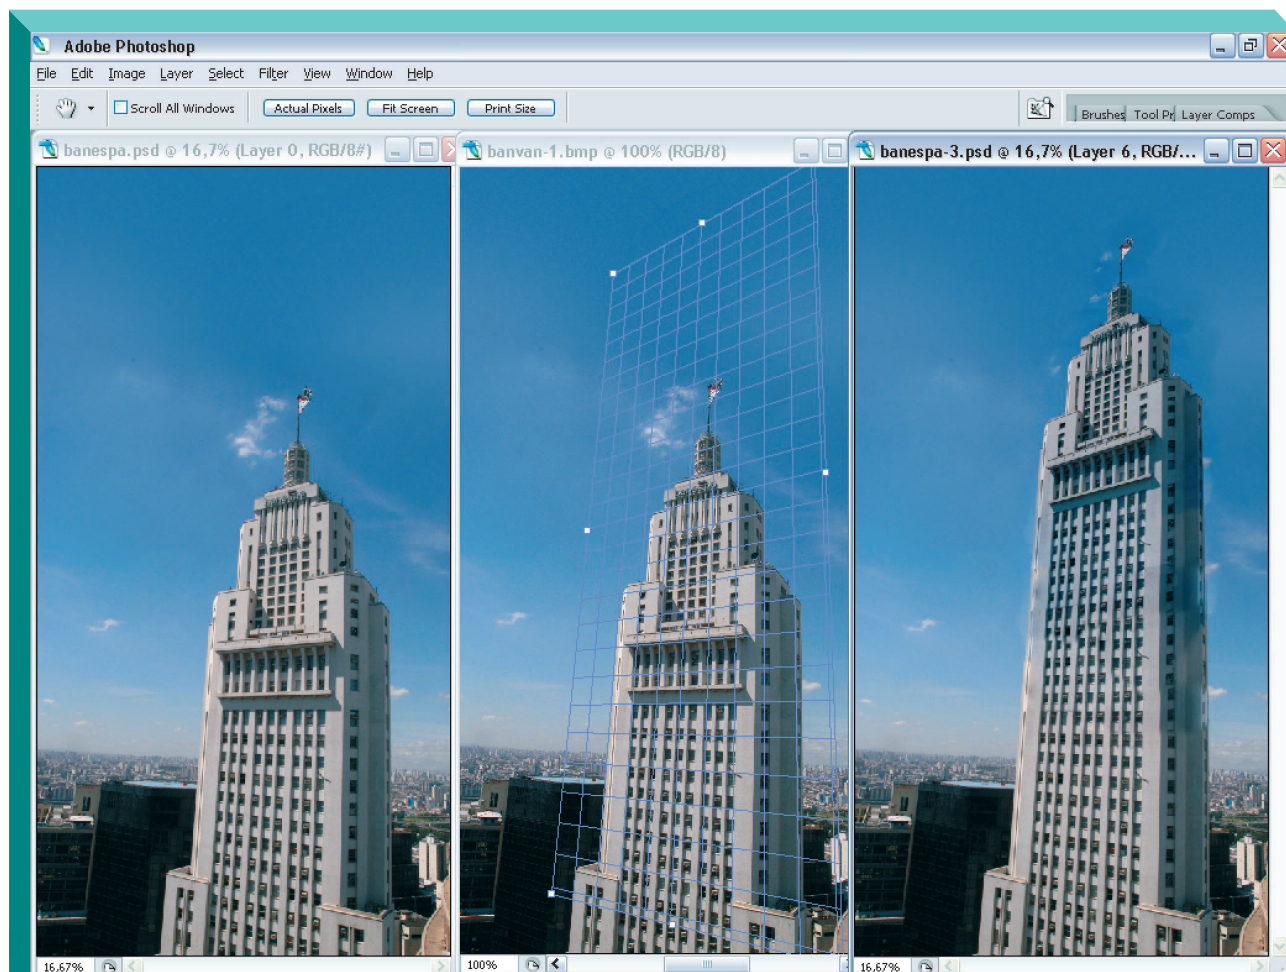 Adobe Photoshop
File Edit Image Layer Select Filter View Window Help
Scroll All Windows Actual Pixels Fit Screen Print Size Brushes Tool Pr Layer Comps
banespa.psd @ 16,7% (Layer 0, RGB/8#)
banvan-1.bmp @ 100% (RGB/8)
banespa-3.psd @ 16,7% (Layer 6, RGB/...
16,67%
100%
16,67%